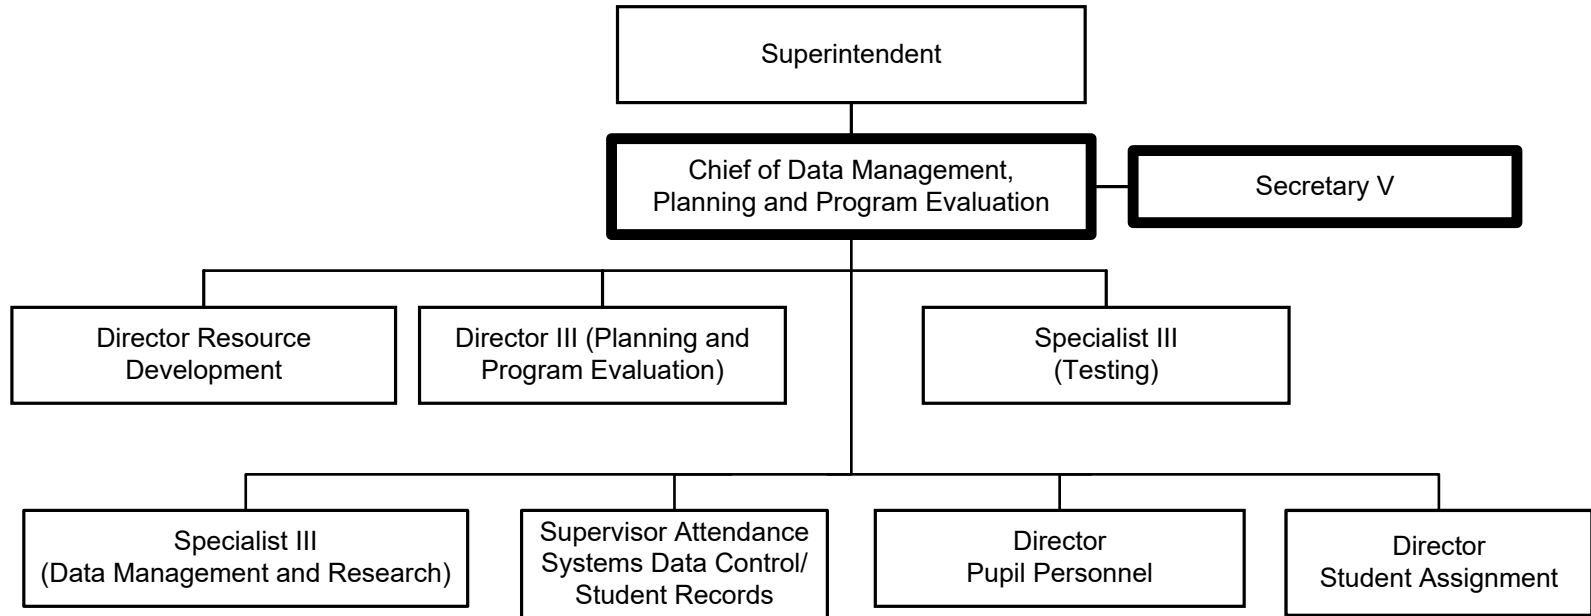 Superintendent
Chief of Data Management,
Planning and Program Evaluation
Secretary V
Director Resource
Development
Director III (Planning and
Program Evaluation)
Specialist III
(Testing)
Specialist III
(Data Management and Research)
Supervisor Attendance
Systems Data Control/
Student Records
Director
Pupil Personnel
Director
Student Assignment